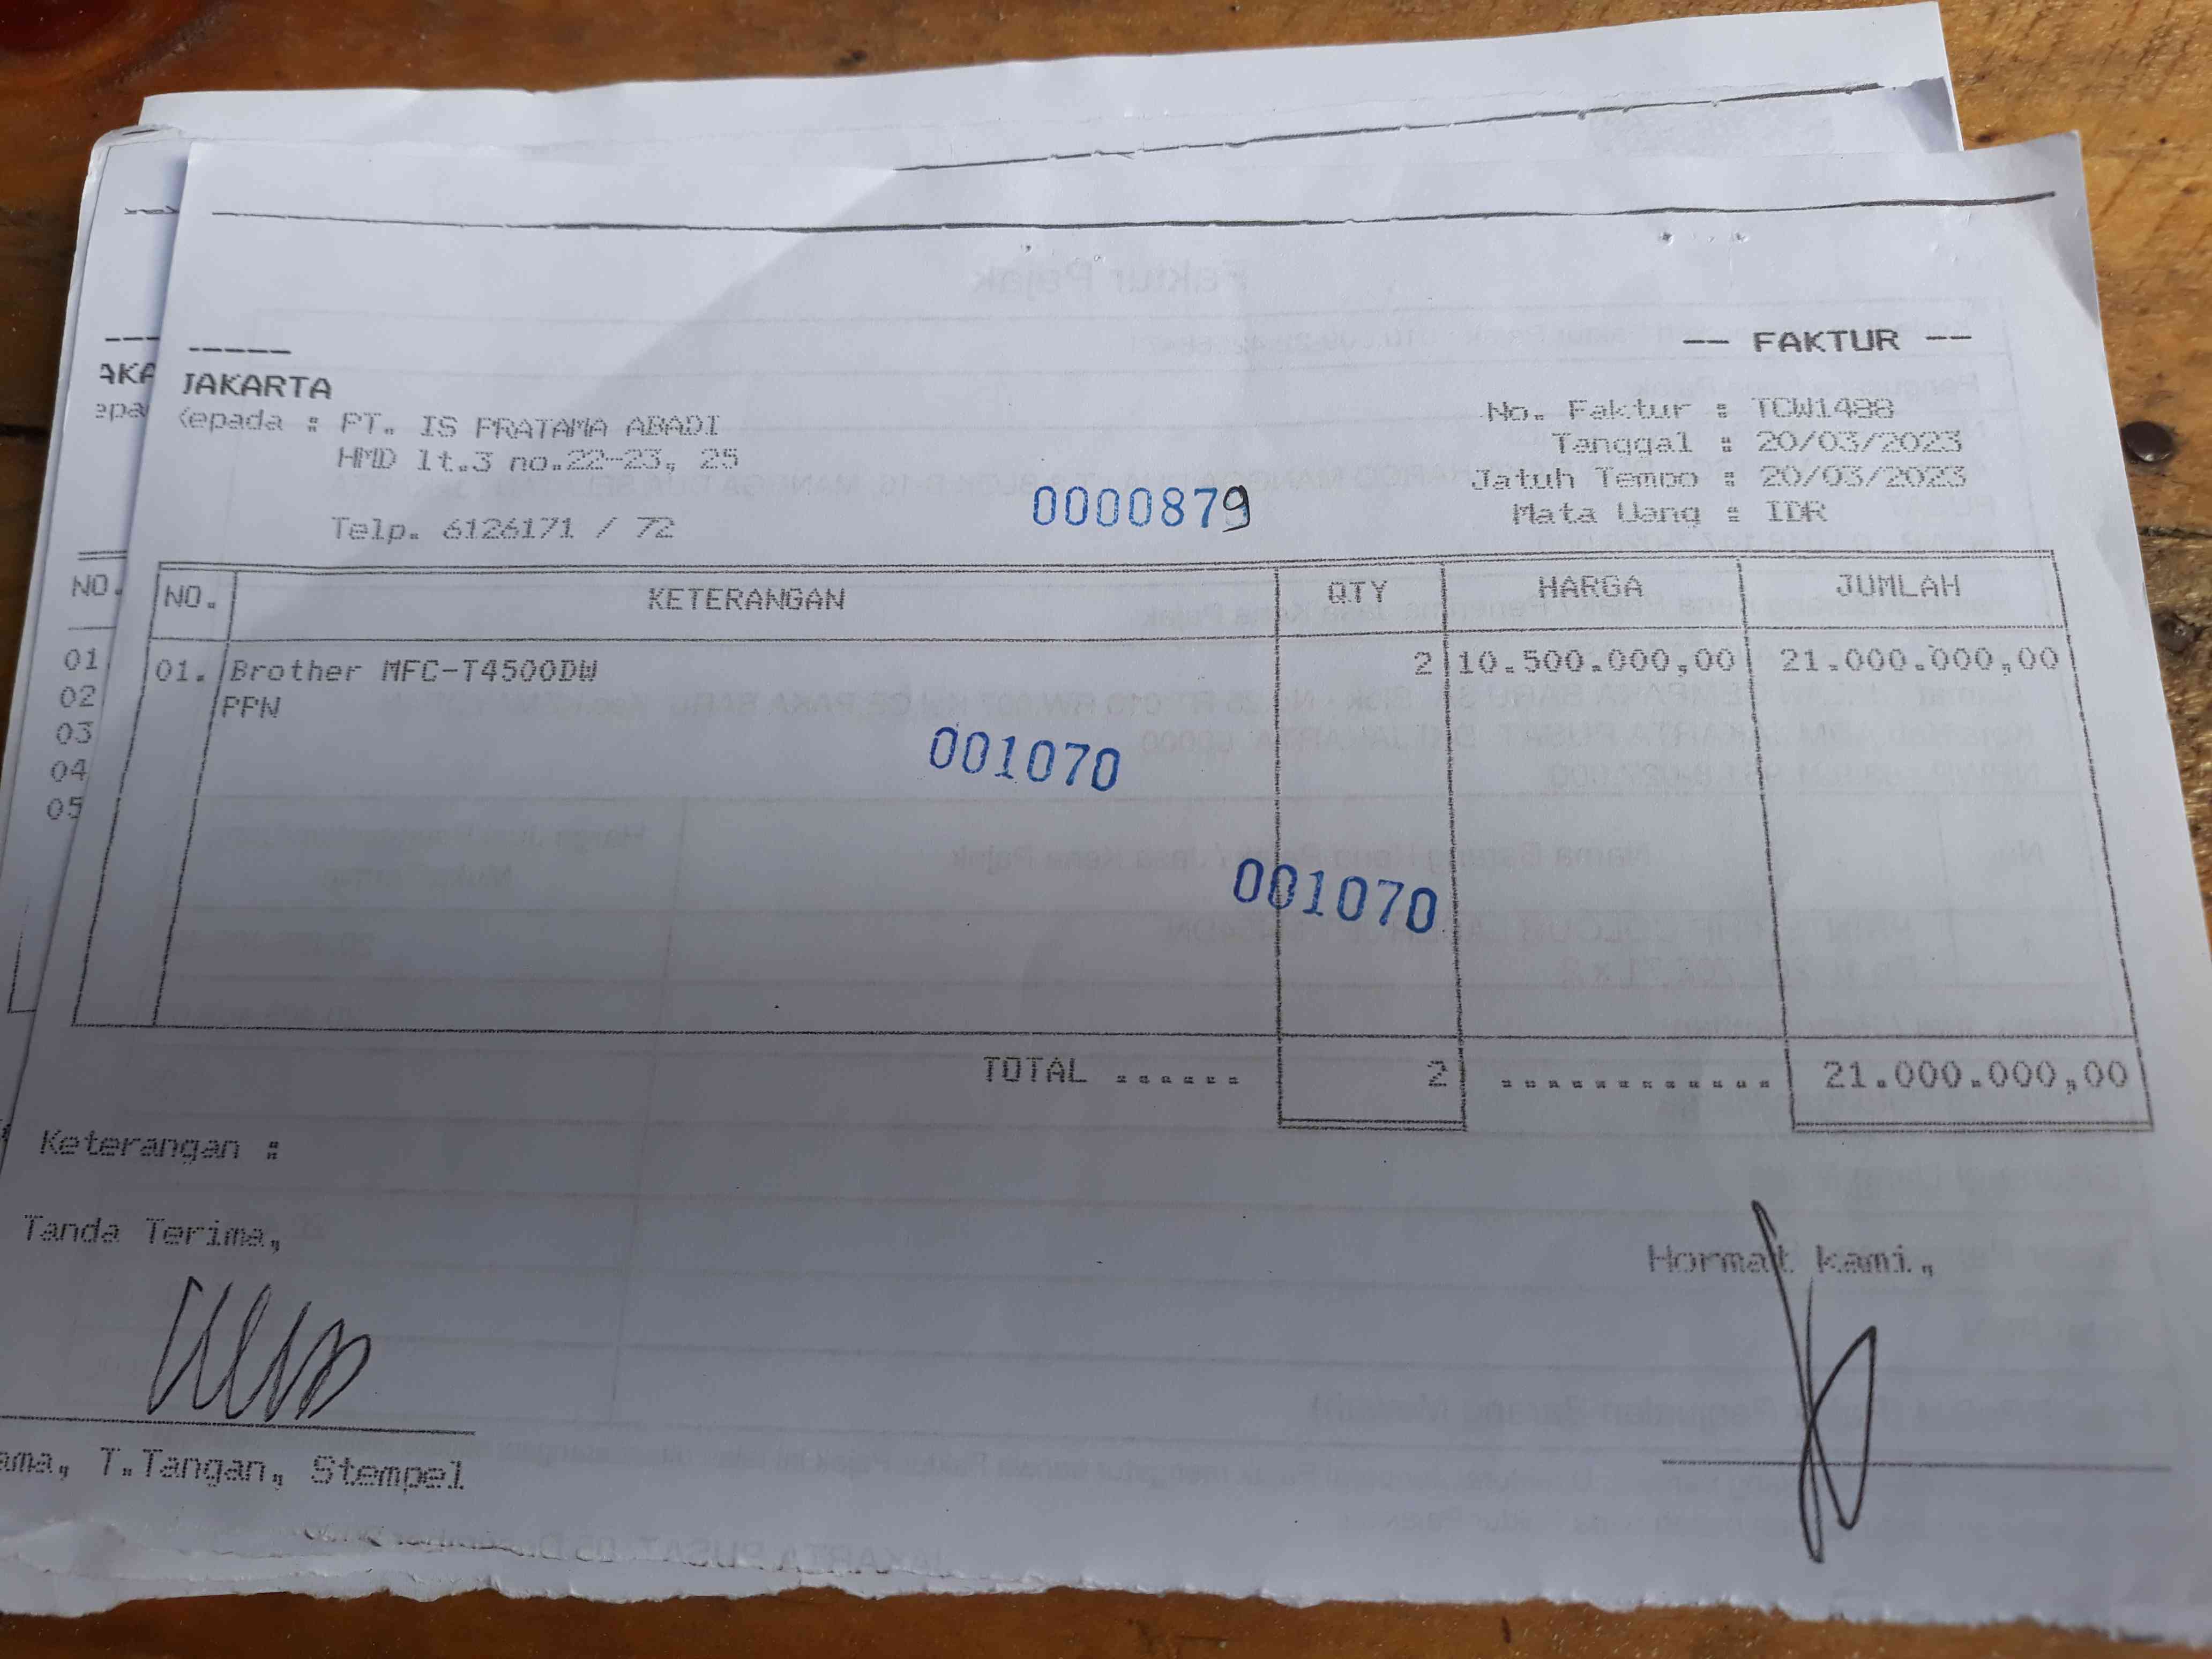 -- FAKTUR --
JAKARTA
Kepada : PT. IS PRATAMA ABADI
HMD lt.3 no.22-23, 25
Telp. 6126171 / 72
No. Faktur : TCW1488
Tanggal : 20/03/2023
Jatuh Tempo : 20/03/2023
Mata Uang : IDR
0000879
NO. KETERANGAN QTY HARGA JUMLAH
01. Brother MFC-T4500DW 2 10.500.000,00 21.000.000,00
PPN
001070
001070
TOTAL ...... 2 ............. 21.000.000,00
Keterangan :
Tanda Terima,
Hormat Kami.,
ama, T.Tangan, Stempel
AKA
epa
NO.
01
02
03
04
05